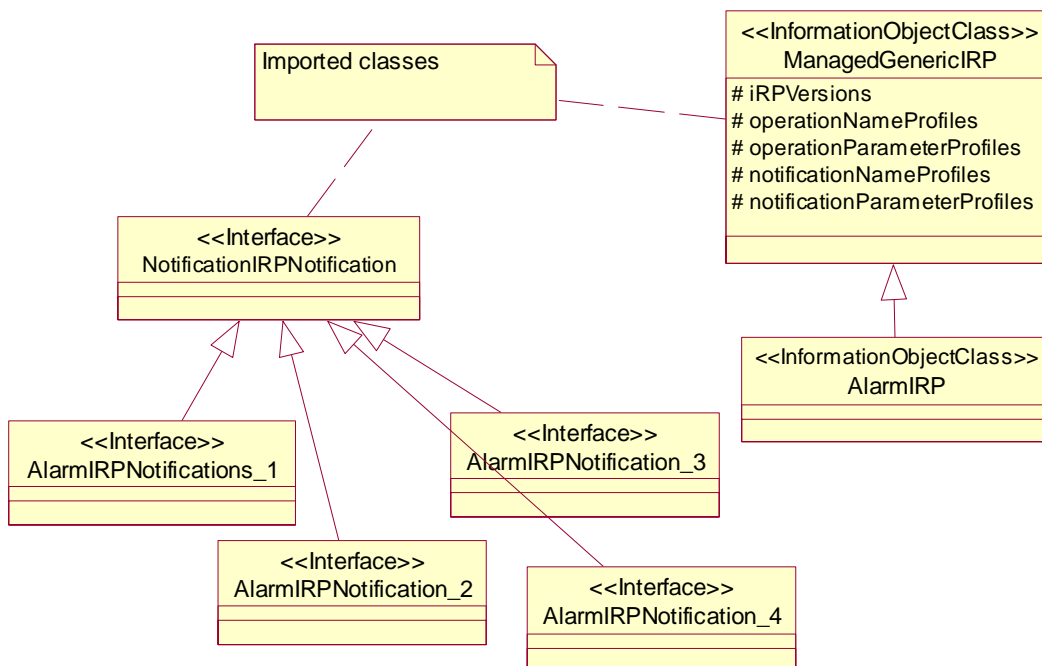 <<InformationObjectClass>>
ManagedGenericIRP
# iRPVersions
# operationNameProfiles
# operationParameterProfiles
# notificationNameProfiles
# notificationParameterProfiles
Imported classes
<<Interface>>
NotificationIRPNotification
<<InformationObjectClass>>
AlarmIRP
<<Interface>>
AlarmIRPNotifications_1
<<Interface>>
AlarmIRPNotification_3
<<Interface>>
AlarmIRPNotification_2
<<Interface>>
AlarmIRPNotification_4